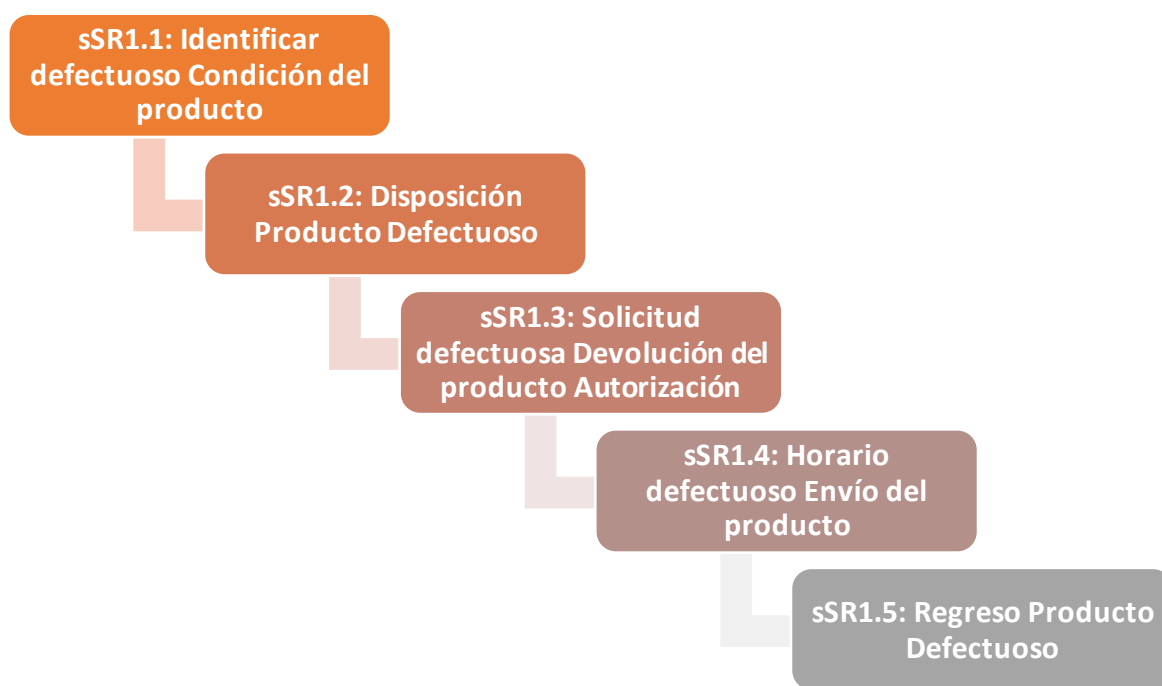 sSR1.1: Identificar
defectuoso Condición del
producto
sSR1.2: Disposición
Producto Defectuoso
sSR1.3: Solicitud
defectuosa Devolución del
producto Autorización
sSR1.4: Horario
defectuoso Envío del
producto
sSR1.5: Regreso Producto
Defectuoso